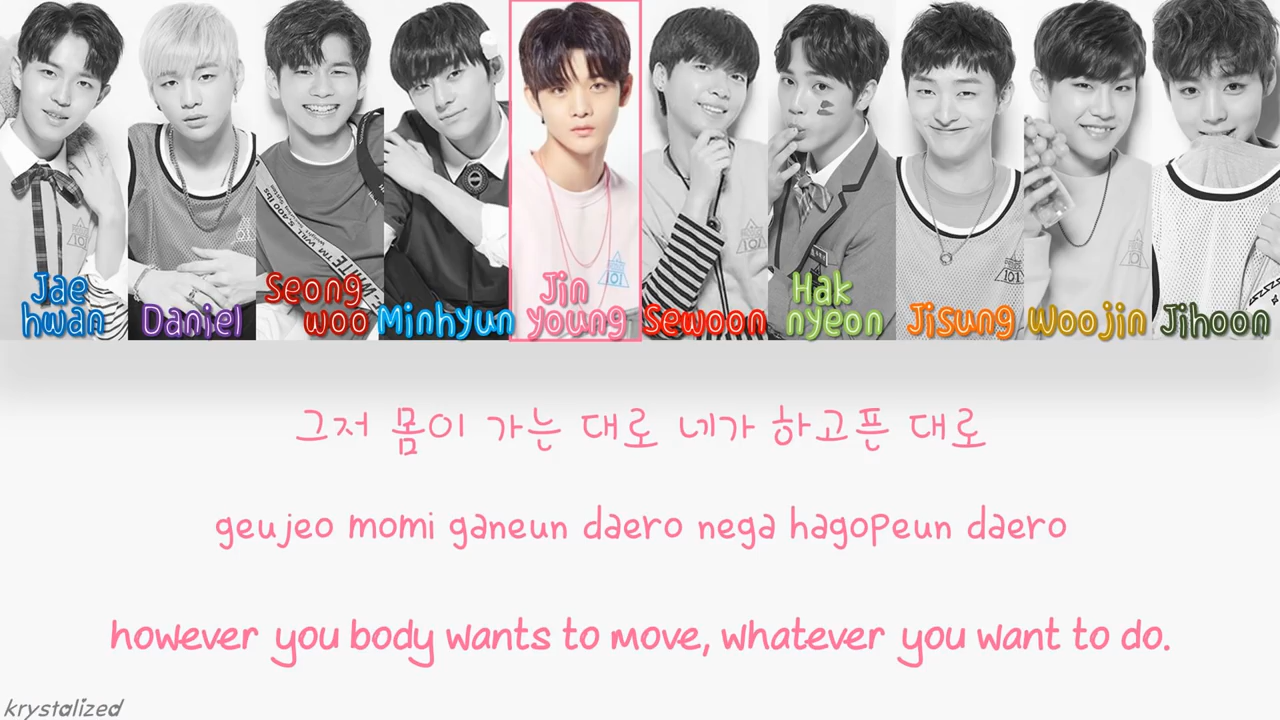 Jae
hwan
Daniel
Seong
woo
Minhyun
Jin
young
Sewoon
Hak
nyeon
Jisung
Woojin
Jihoon
101
101
그저 몸이 가는 대로 네가 하고픈 대로
geujeo momi ganeun daero nega hagopeun daero
however you body wants to move, whatever you want to do.
krystalized